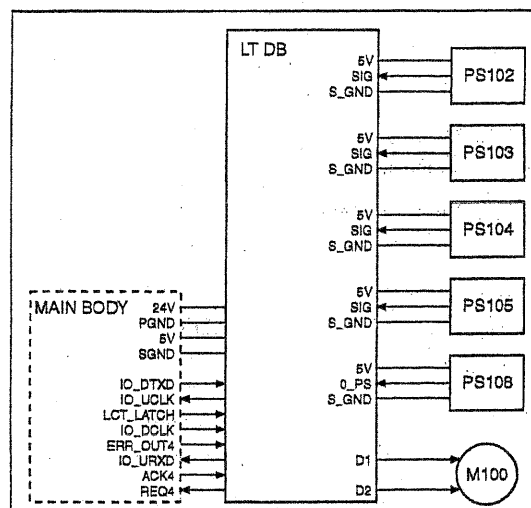 LT DB
5V
SIG
S_GND
PS102
5V
SIG
S_GND
PS103
5V
SIG
S_GND
PS104
5V
SIG
S_GND
PS105
5V
0_PS
S_GND
PS108
D1
D2
M100
MAIN BODY
24V
PGND
5V
SGND
IO_DTXD
IO_UCLK
LCT_LATCH
IO_DCLK
ERR_OUT4
IO_URXD
ACK4
REQ4